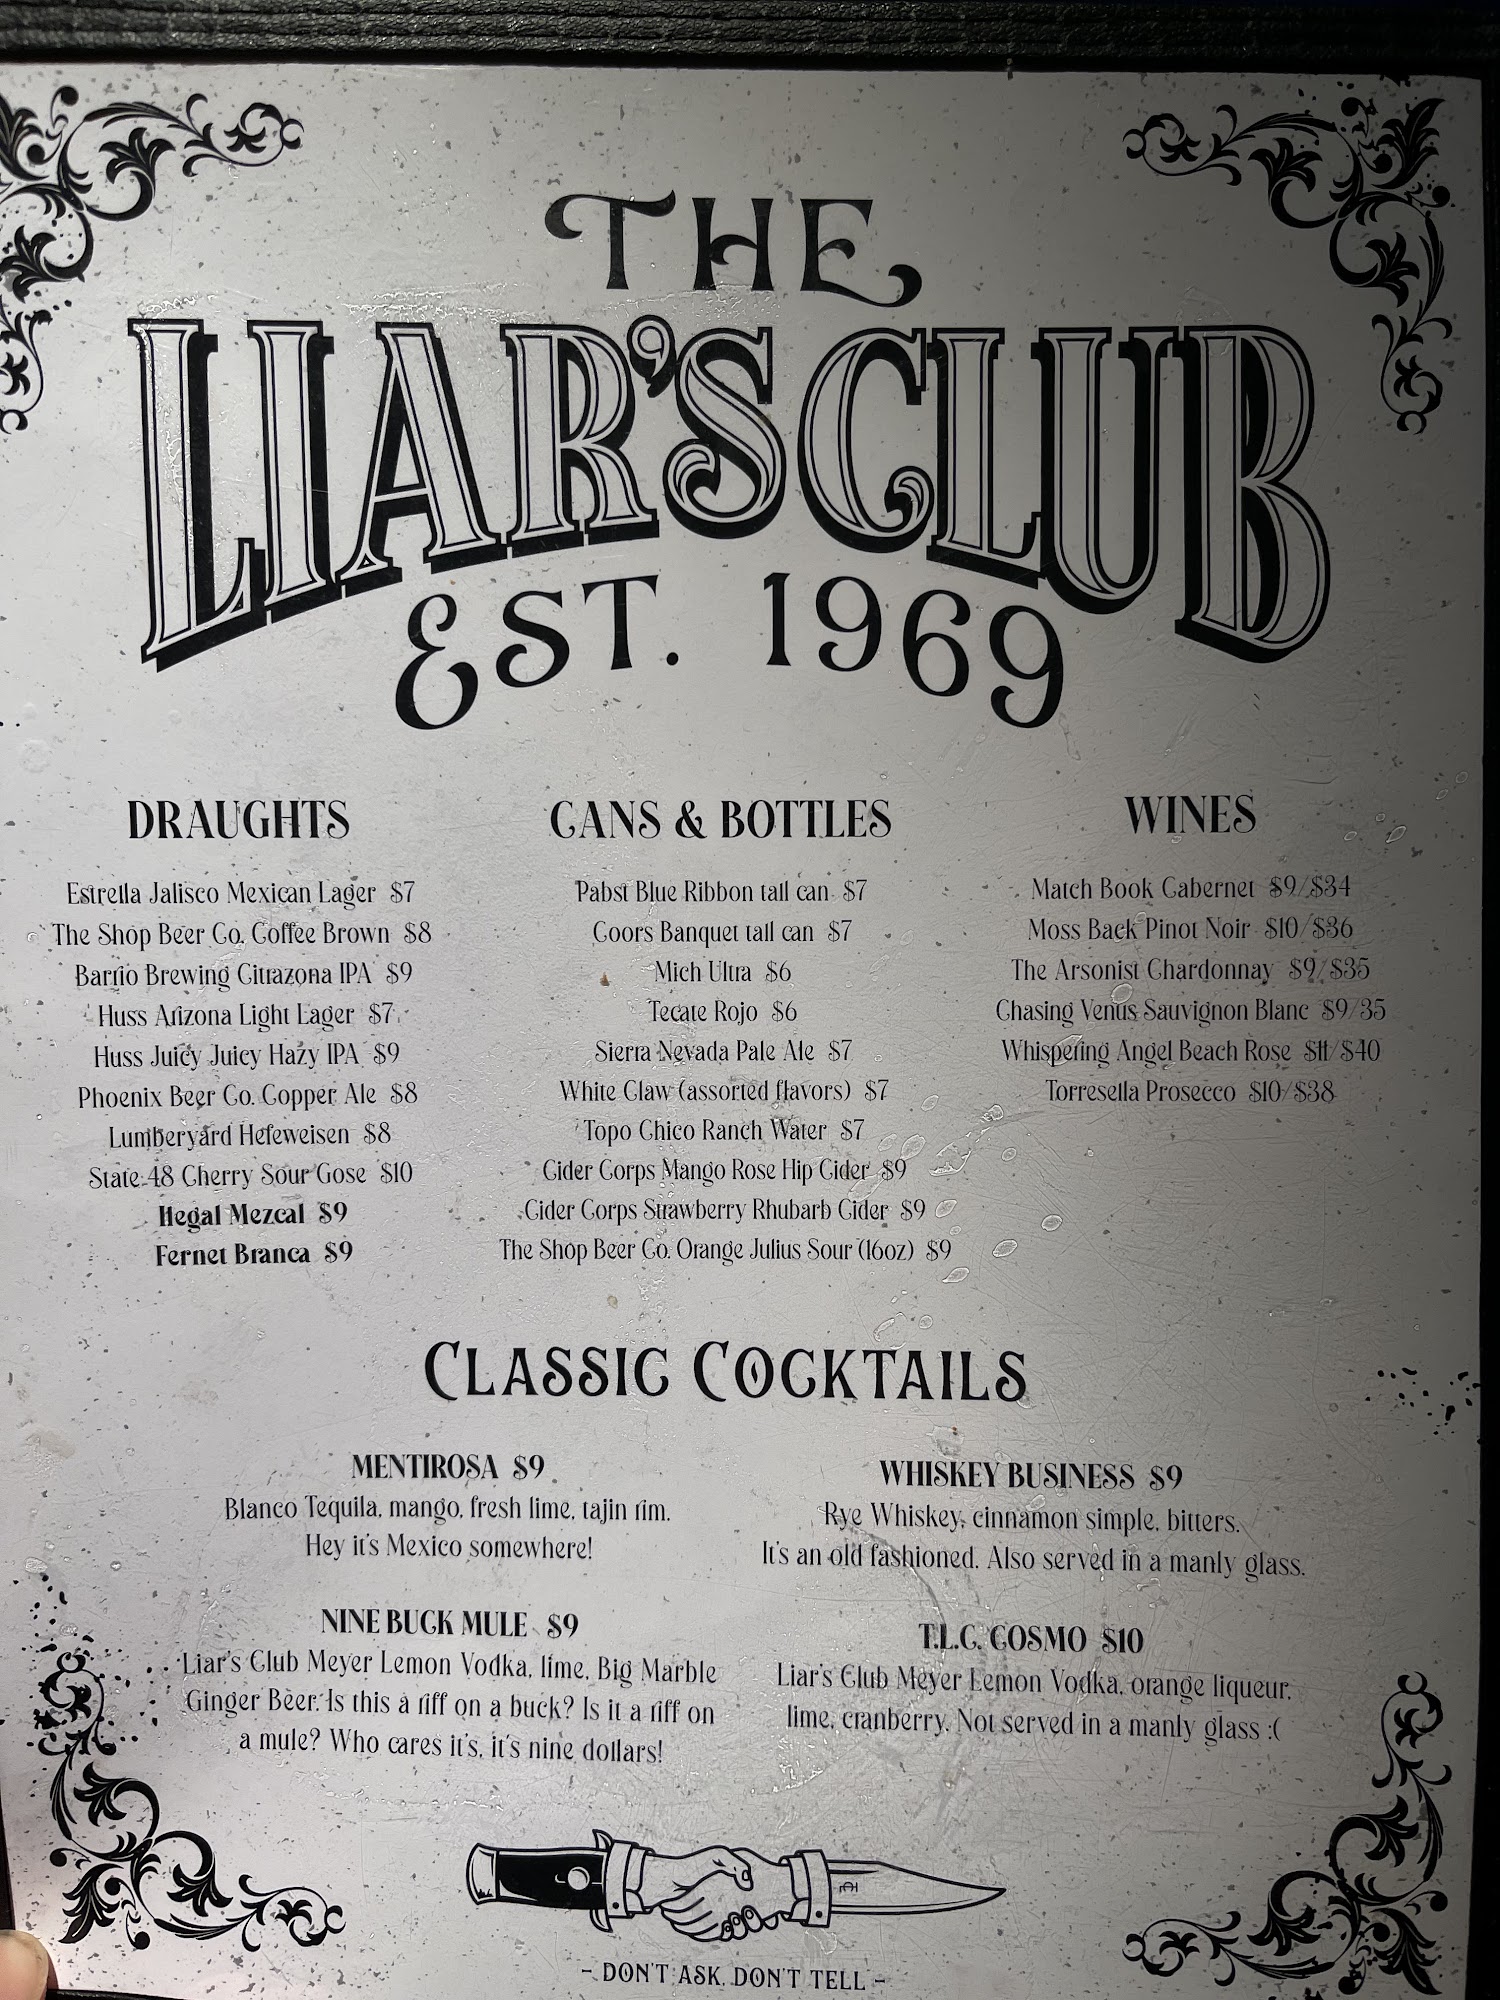 THE
LIAR'S CLUB
EST. 1969
DRAUGHTS
Estrella Jalisco Mexican Lager $7
The Shop Beer Co. Coffee Brown $8
Barrio Brewing Citrazona IPA $9
Huss Arizona Light Lager $7
Huss Juicy Juicy Hazy IPA $9
Phoenix Beer Co. Copper Ale $8
Lumberyard Hefeweisen $8
State 48 Cherry Sour Gose $10
Ilegal Mezcal $9
Fernet Branca $9
CANS & BOTTLES
Pabst Blue Ribbon tall can $7
Coors Banquet tall can $7
Mich Ultra $6
Tecate Rojo $6
Sierra Nevada Pale Ale $7
White Claw (assorted flavors) $7
Topo Chico Ranch Water $7
Cider Corps Mango Rose Hip Cider $9
Cider Corps Strawberry Rhubarb Cider $9
The Shop Beer Co. Orange Julius Sour (16oz) $9
WINES
Match Book Cabernet $9/$34
Moss Back Pinot Noir $10/$36
The Arsonist Chardonnay $9/$35
Chasing Venus Sauvignon Blanc $9/35
Whispering Angel Beach Rose $11/$40
Torresella Prosecco $10/$38
CLASSIC COCKTAILS
MENTIROSA $9
Blanco Tequila, mango, fresh lime, tajin rim.
Hey it's Mexico somewhere!
WHISKEY BUSINESS $9
Rye Whiskey, cinnamon simple, bitters.
It's an old fashioned. Also served in a manly glass.
NINE BUCK MULE $9
Liar's Club Meyer Lemon Vodka, lime, Big Marble
Ginger Beer. Is this a riff on a buck? Is it a riff on
a mule? Who cares it's, it's nine dollars!
T.L.C. COSMO $10
Liar's Club Meyer Lemon Vodka, orange liqueur,
lime, cranberry. Not served in a manly glass :(
- DON'T ASK, DON'T TELL -